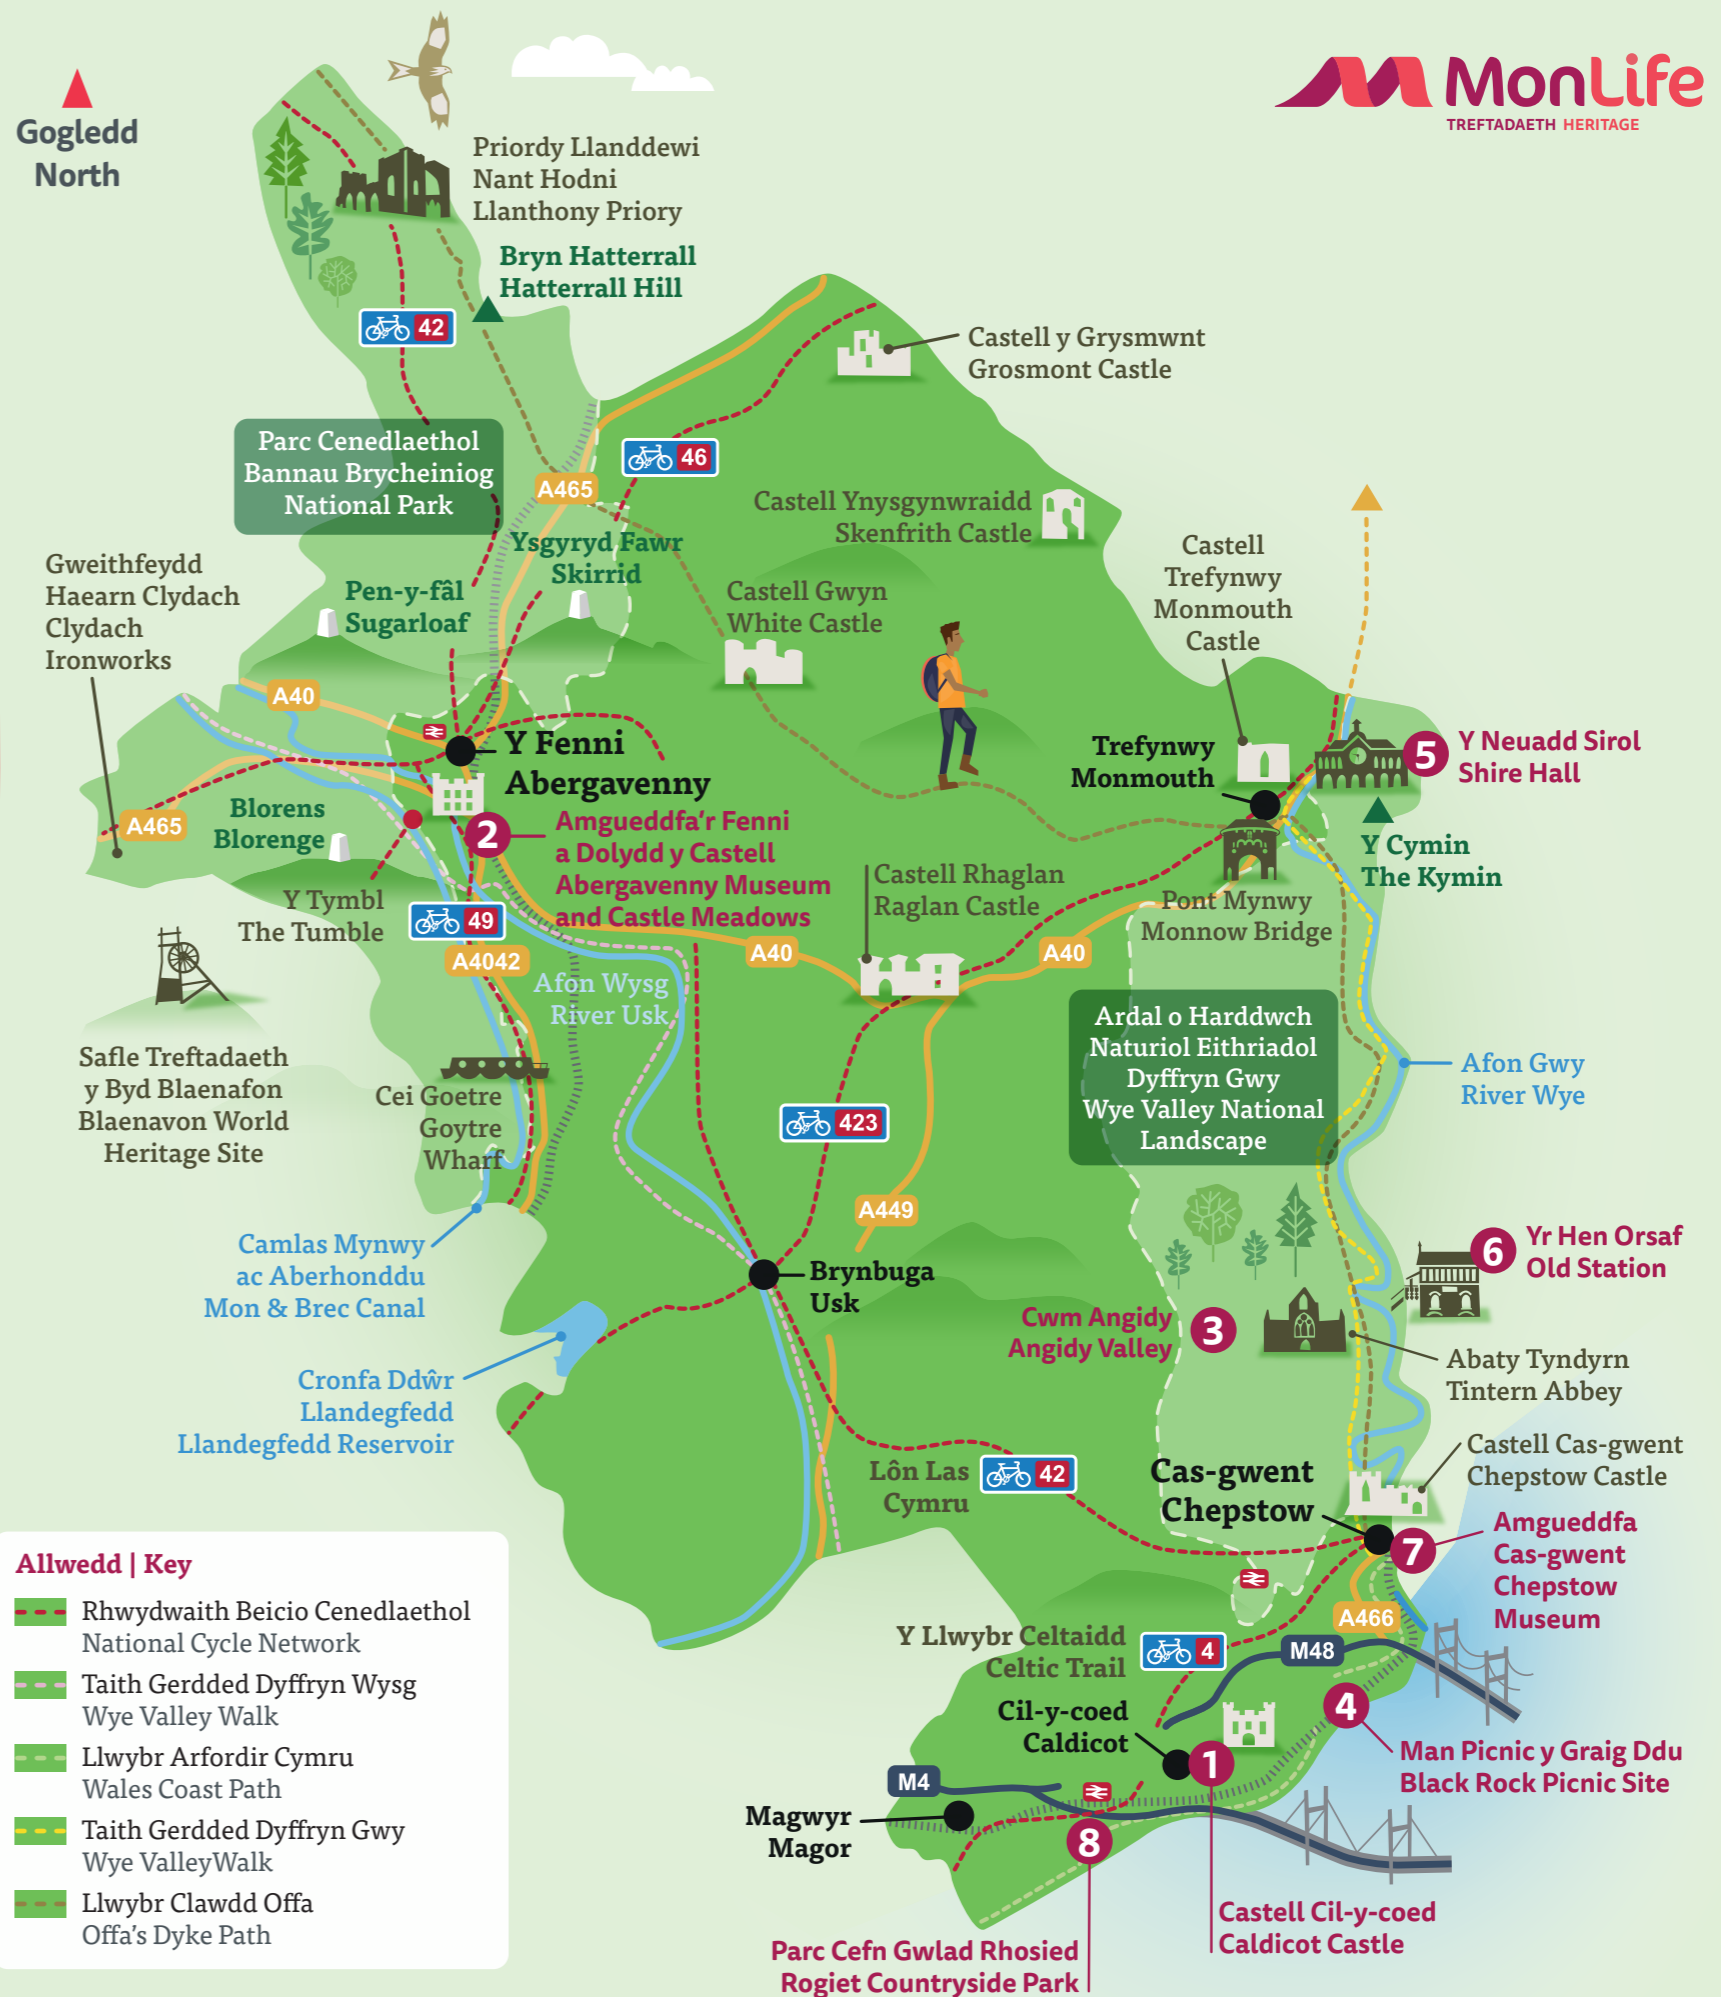 Gogledd
North
MonLife
TREFTADAETH HERITAGE
Priordy Llanddewi
Nant Hodni
Llanthony Priory
Bryn Hatterrall
Hatterrall Hill
42
Castell y Grysmwnt
Grosmont Castle
Parc Cenedlaethol
Bannau Brycheiniog
National Park
46
A465
Castell Ynysgynwraidd
Skenfrith Castle
Ysgyryd Fawr
Skirrid
Gweithfeydd
Haearn Clydach
Clydach
Ironworks
Pen-y-fâl
Sugarloaf
Castell Gwyn
White Castle
Castell
Trefynwy
Monmouth
Castle
A40
Y Fenni
Abergavenny
Trefynwy
Monmouth
5
Y Neuadd Sirol
Shire Hall
A465
Blorens
Blorenge
2
Amgueddfa'r Fenni
a Dolydd y Castell
Abergavenny Museum
and Castle Meadows
Y Cymin
The Kymin
Castell Rhaglan
Raglan Castle
Y Tymbl
The Tumble
49
Pont Mynwy
Monnow Bridge
A4042
A40
A40
Afon Wysg
River Usk
Ardal o Harddwch
Naturiol Eithriadol
Dyffryn Gwy
Wye Valley National
Landscape
Afon Gwy
River Wye
Safle Treftadaeth
y Byd Blaenafon
Blaenavon World
Heritage Site
Cei Goetre
Goytre
Wharf
423
A449
Camlas Mynwy
ac Aberhonddu
Mon & Brec Canal
Brynbuga
Usk
6
Yr Hen Orsaf
Old Station
Cwm Angidy
Angidy Valley
3
Abaty Tyndyrn
Tintern Abbey
Cronfa Ddŵr
Llandegfedd
Llandegfedd Reservoir
Castell Cas-gwent
Chepstow Castle
Lôn Las
Cymru
42
Cas-gwent
Chepstow
7
Amgueddfa
Cas-gwent
Chepstow
Museum
A466
Y Llwybr Celtaidd
Celtic Trail
4
M48
Cil-y-coed
Caldicot
4
Man Picnic y Graig Ddu
Black Rock Picnic Site
1
M4
Magwyr
Magor
8
Castell Cil-y-coed
Caldicot Castle
Parc Cefn Gwlad Rhosied
Rogiet Countryside Park
Allwedd | Key
Rhwydwaith Beicio Cenedlaethol
National Cycle Network
Taith Gerdded Dyffryn Wysg
Wye Valley Walk
Llwybr Arfordir Cymru
Wales Coast Path
Taith Gerdded Dyffryn Gwy
Wye ValleyWalk
Llwybr Clawdd Offa
Offa's Dyke Path